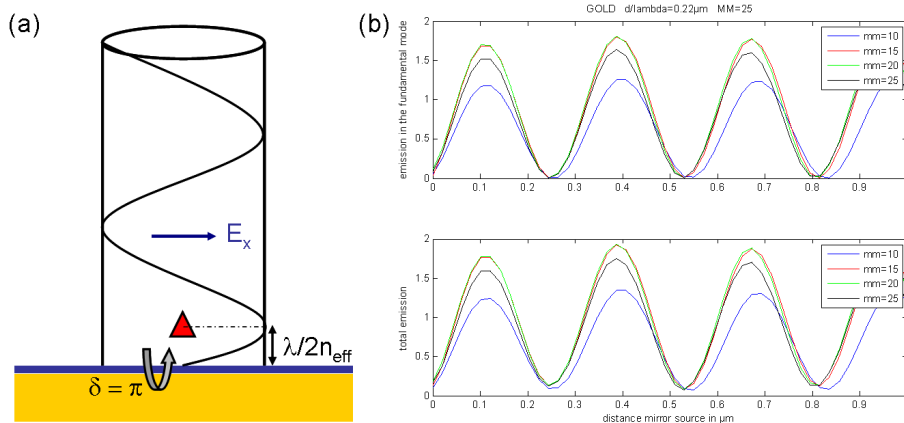 (a)
E_x
λ/2n_eff
δ = π
(b)
GOLD d/lambda=0.22µm MM=25
emission in the fundamental mode
2
1.5
1
0.5
0
0 0.1 0.2 0.3 0.4 0.5 0.6 0.7 0.8 0.9
mm=10
mm=15
mm=20
mm=25
total emission
2
1.5
1
0.5
0
0 0.1 0.2 0.3 0.4 0.5 0.6 0.7 0.8 0.9
distance mirror source in µm
mm=10
mm=15
mm=20
mm=25